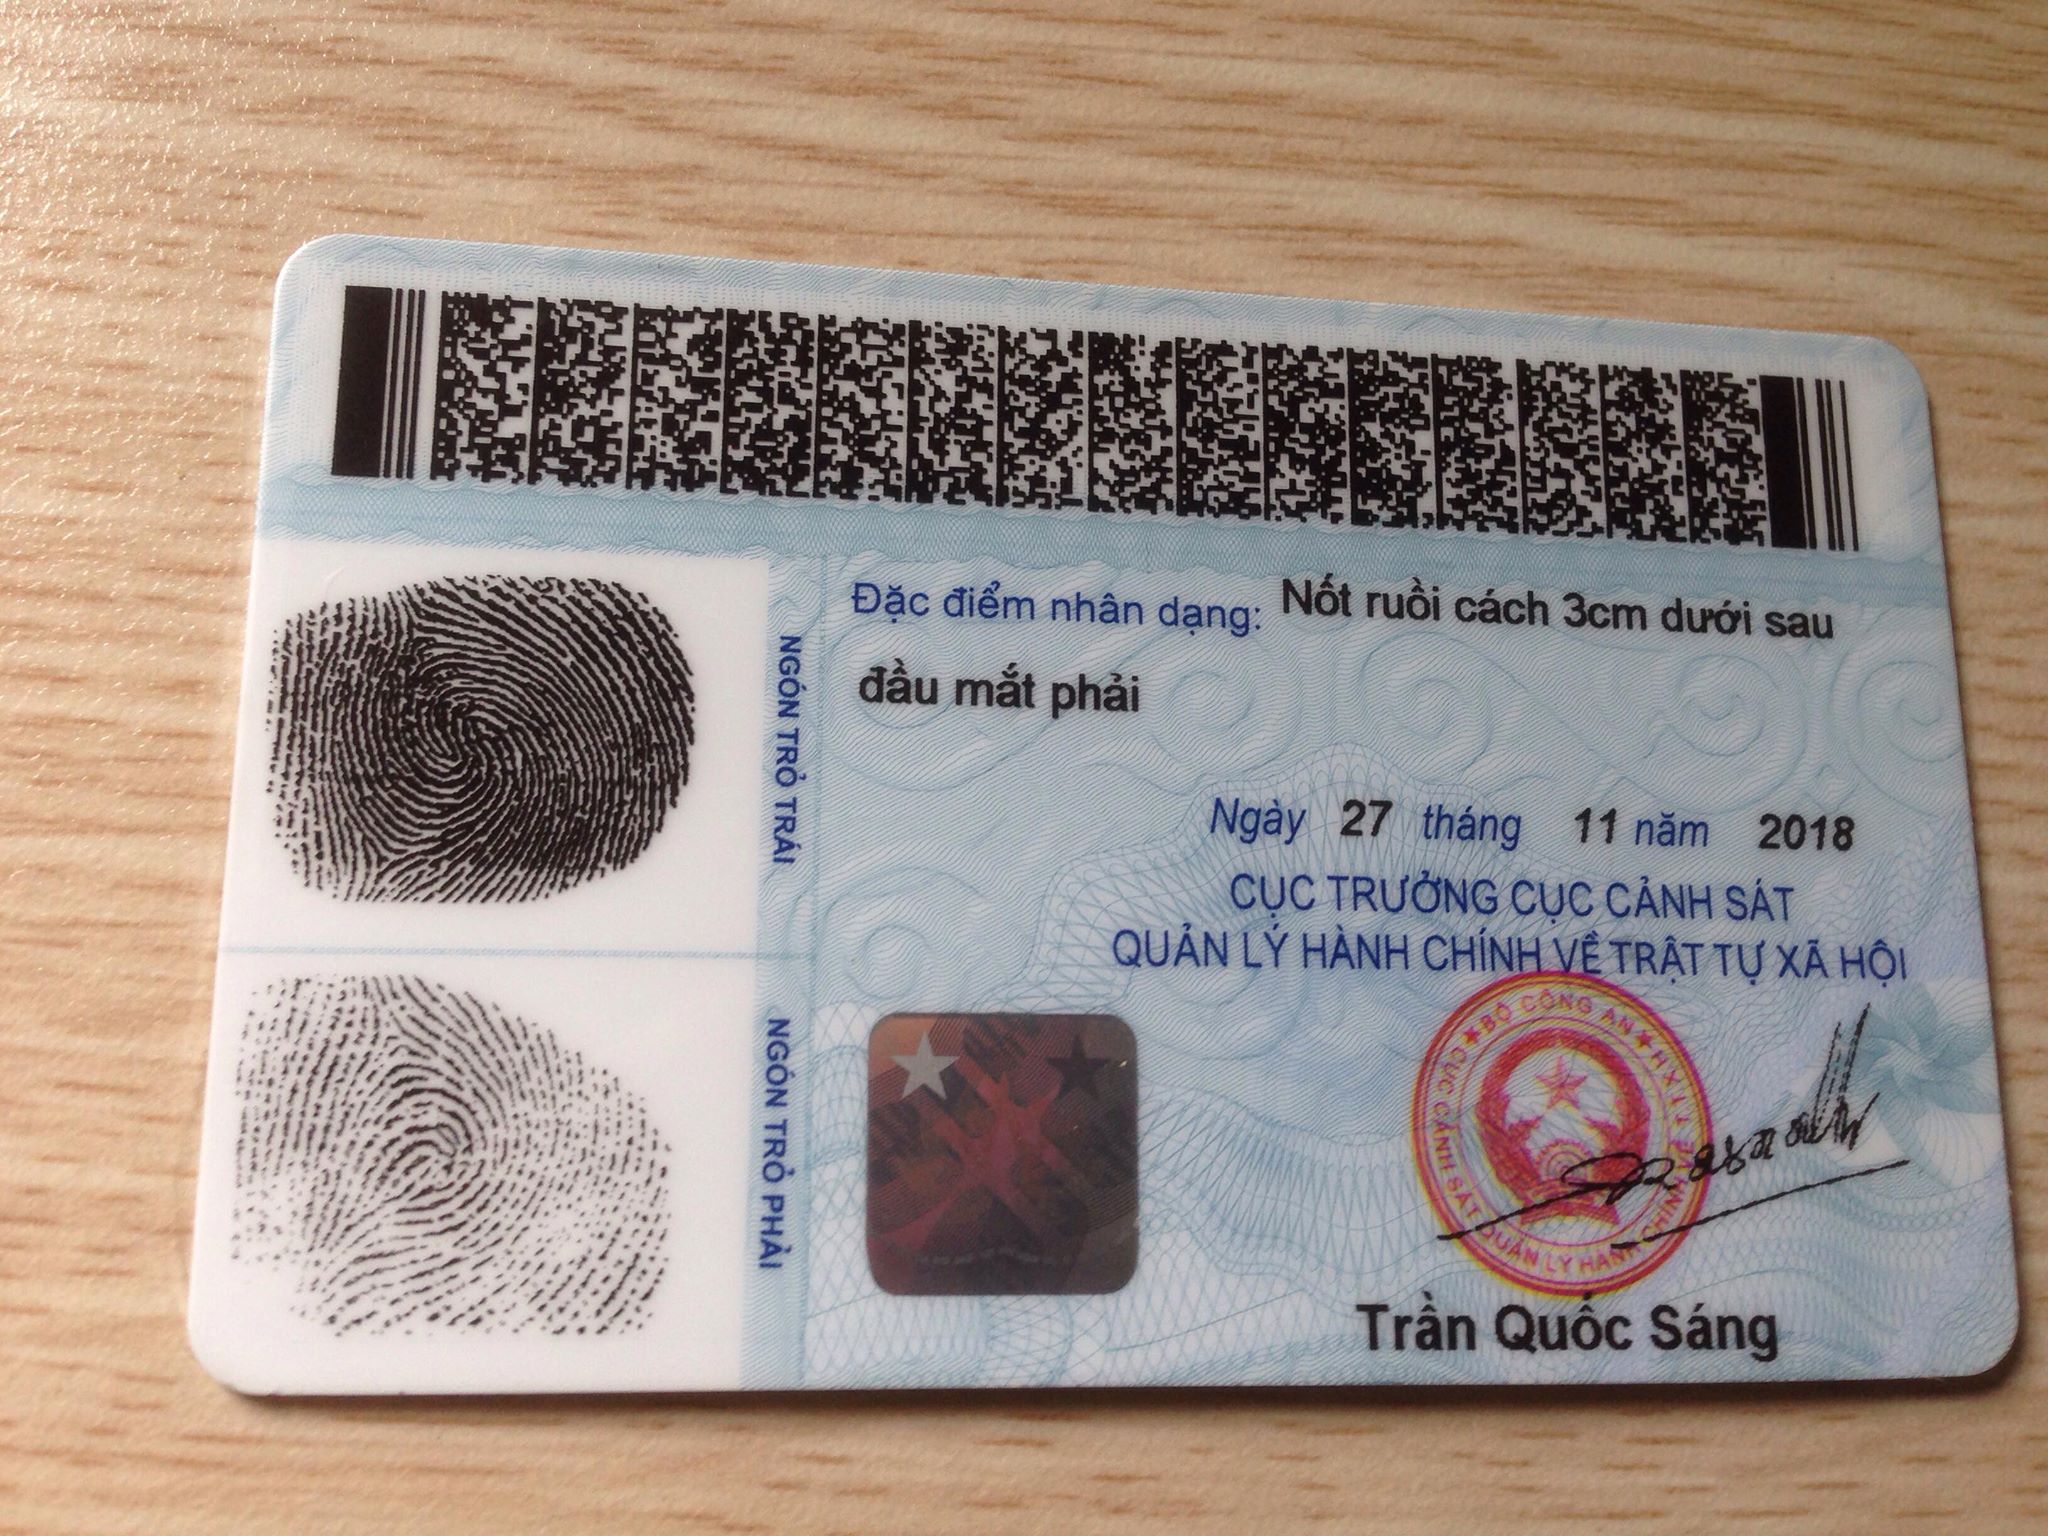 Đặc điểm nhân dạng: Nốt ruồi cách 3cm dưới sau
đầu mắt phải
NGÓN TRỎ TRÁI
NGÓN TRỎ PHẢI
Ngày 27 tháng 11 năm 2018
CỤC TRƯỞNG CỤC CẢNH SÁT
QUẢN LÝ HÀNH CHÍNH VỀ TRẬT TỰ XÃ HỘI
★ BỘ CÔNG AN ★
CỤC CẢNH SÁT QUẢN LÝ HÀNH CHÍNH VỀ TTXH
Trần Quốc Sáng